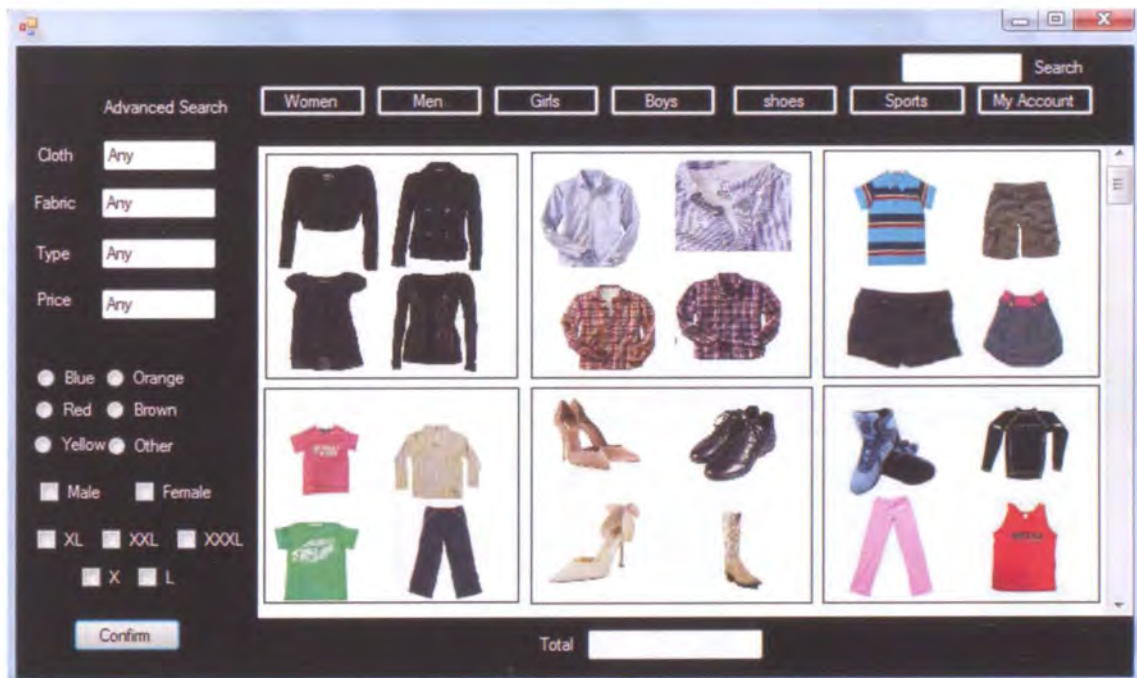 Search
Advanced Search
Women Men Girls Boys shoes Sports My Account
Cloth Any
Fabric Any
Type Any
Price Any
Blue Orange
Red Brown
Yellow Other
Male Female
XL XXL XXXL
X L
Confirm
Total